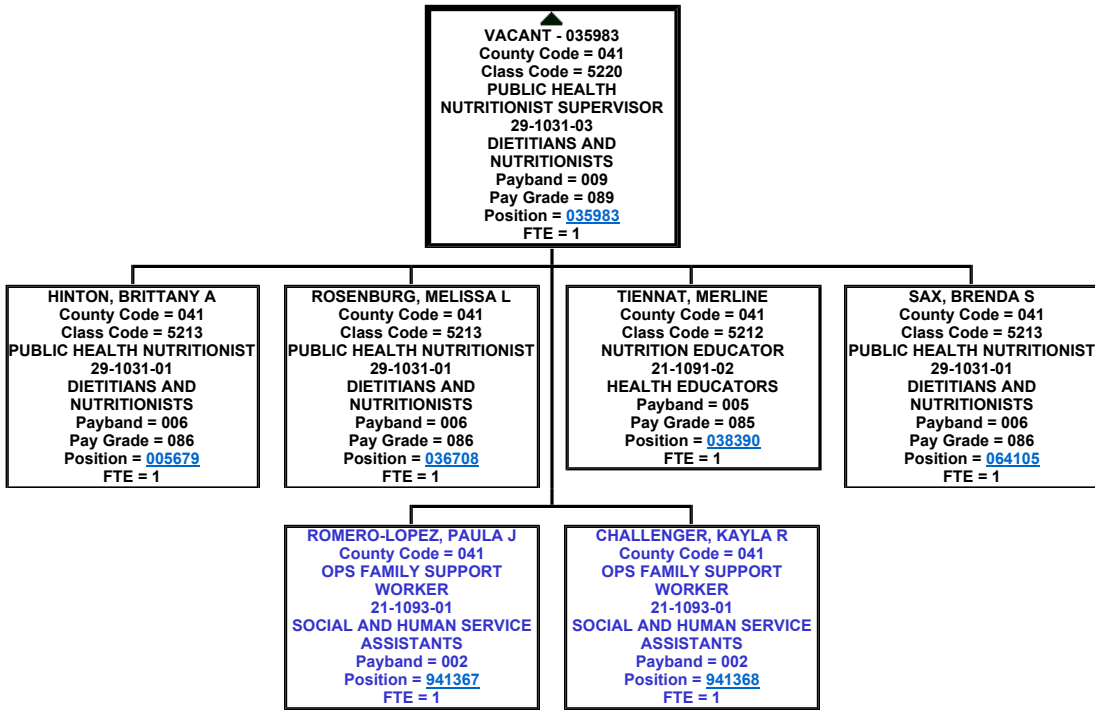 VACANT - 035983
County Code = 041
Class Code = 5220
PUBLIC HEALTH
NUTRITIONIST SUPERVISOR
29-1031-03
DIETITIANS AND
NUTRITIONISTS
Payband = 009
Pay Grade = 089
Position = 035983
FTE = 1
HINTON, BRITTANY A
County Code = 041
Class Code = 5213
PUBLIC HEALTH NUTRITIONIST
29-1031-01
DIETITIANS AND
NUTRITIONISTS
Payband = 006
Pay Grade = 086
Position = 005679
FTE = 1
ROSENBURG, MELISSA L
County Code = 041
Class Code = 5213
PUBLIC HEALTH NUTRITIONIST
29-1031-01
DIETITIANS AND
NUTRITIONISTS
Payband = 006
Pay Grade = 086
Position = 036708
FTE = 1
TIENNAT, MERLINE
County Code = 041
Class Code = 5212
NUTRITION EDUCATOR
21-1091-02
HEALTH EDUCATORS
Payband = 005
Pay Grade = 085
Position = 038390
FTE = 1
SAX, BRENDA S
County Code = 041
Class Code = 5213
PUBLIC HEALTH NUTRITIONIST
29-1031-01
DIETITIANS AND
NUTRITIONISTS
Payband = 006
Pay Grade = 086
Position = 064105
FTE = 1
ROMERO-LOPEZ, PAULA J
County Code = 041
OPS FAMILY SUPPORT
WORKER
21-1093-01
SOCIAL AND HUMAN SERVICE
ASSISTANTS
Payband = 002
Position = 941367
FTE = 1
CHALLENGER, KAYLA R
County Code = 041
OPS FAMILY SUPPORT
WORKER
21-1093-01
SOCIAL AND HUMAN SERVICE
ASSISTANTS
Payband = 002
Position = 941368
FTE = 1